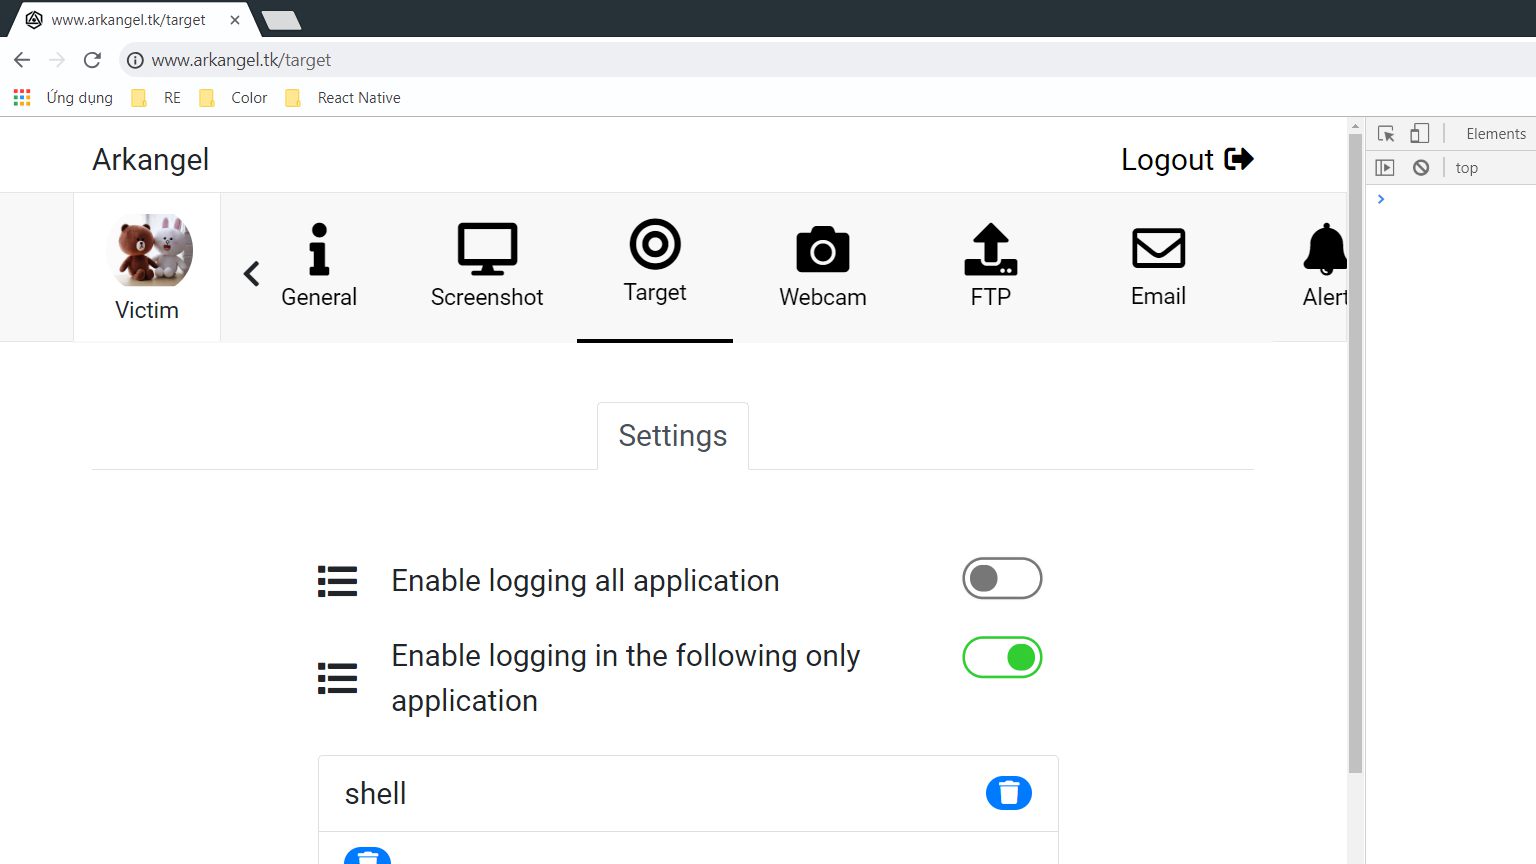 www.arkangel.tk/target
www.arkangel.tk/target
Ứng dụng RE Color React Native
Elements
top
Arkangel
Logout
Victim
General
Screenshot
Target
Webcam
FTP
Email
Alert
Settings
Enable logging all application
Enable logging in the following only
application
shell